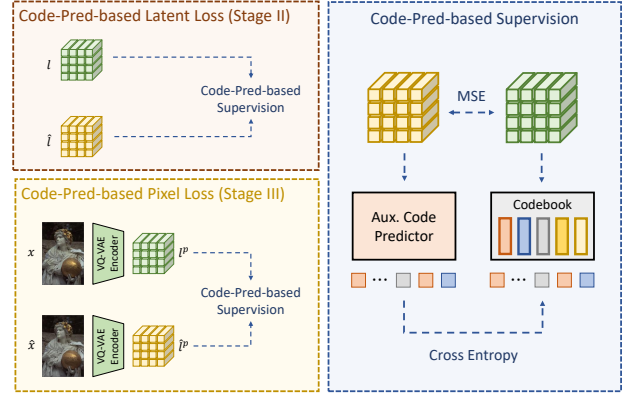 Code-Pred-based Latent Loss (Stage II)
l
Code-Pred-based
Supervision
l̂
Code-Pred-based Pixel Loss (Stage III)
x
VQ-VAE
Encoder
l^p
Code-Pred-based
Supervision
x̂
VQ-VAE
Encoder
l̂^p
Code-Pred-based Supervision
MSE
Aux. Code
Predictor
Codebook
...
...
Cross Entropy